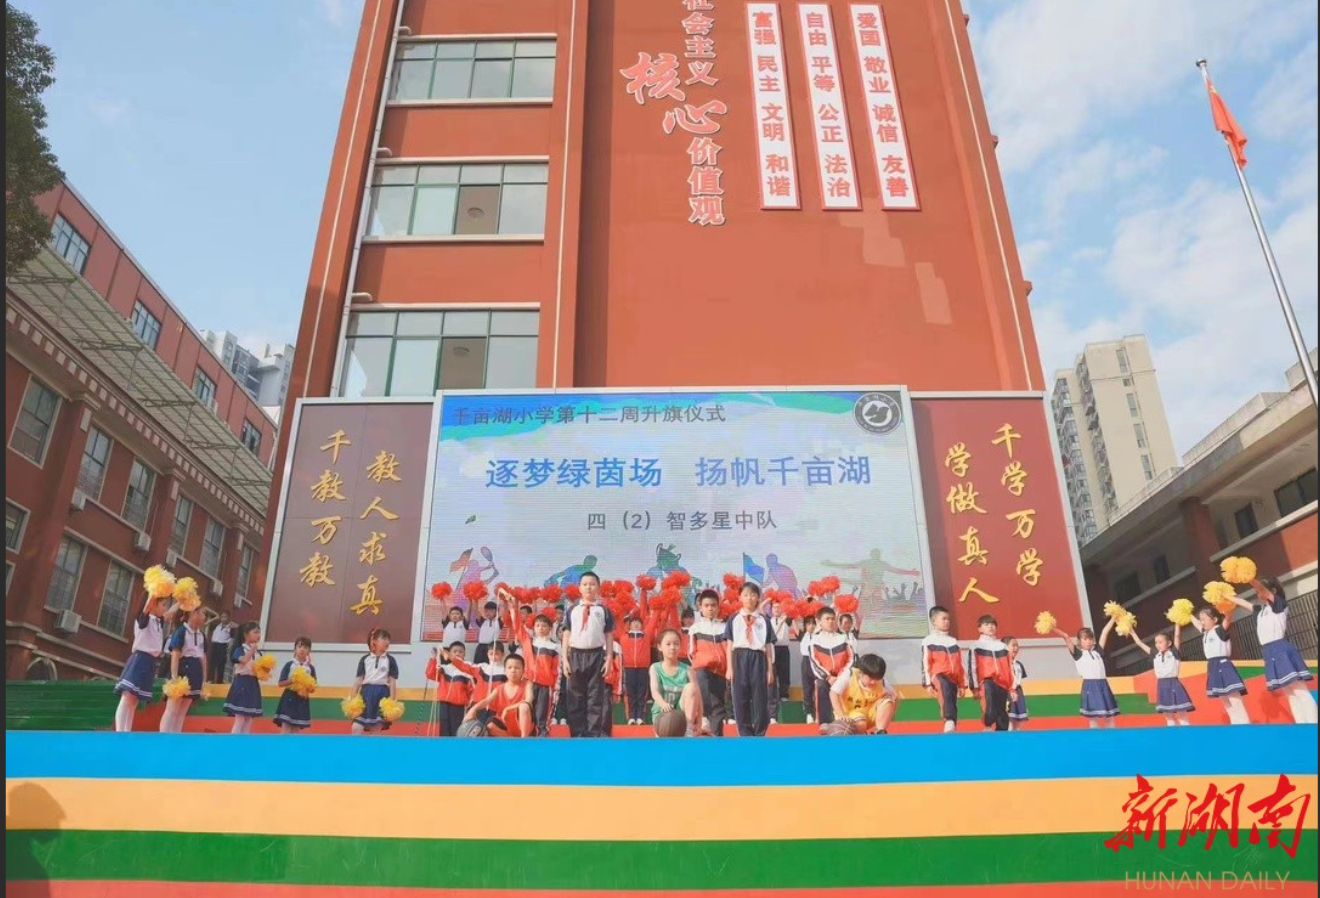 社会主义
核心价值观
富强 民主 文明 和谐
自由 平等 公正 法治
爱国 敬业 诚信 友善
千亩湖小学第十二周升旗仪式
逐梦绿茵场 扬帆千亩湖
四（2）智多星中队
千教万教
教人求真
千学万学
学做真人
新湖南
HUNAN DAILY